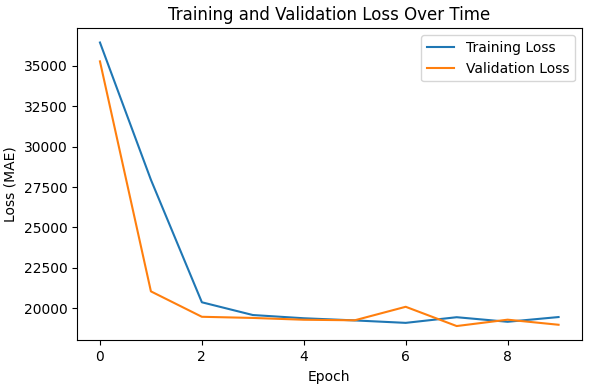 Training and Validation Loss Over Time
Training Loss
Validation Loss
35000
32500
30000
27500
25000
22500
20000
Loss (MAE)
0
2
4
6
8
Epoch